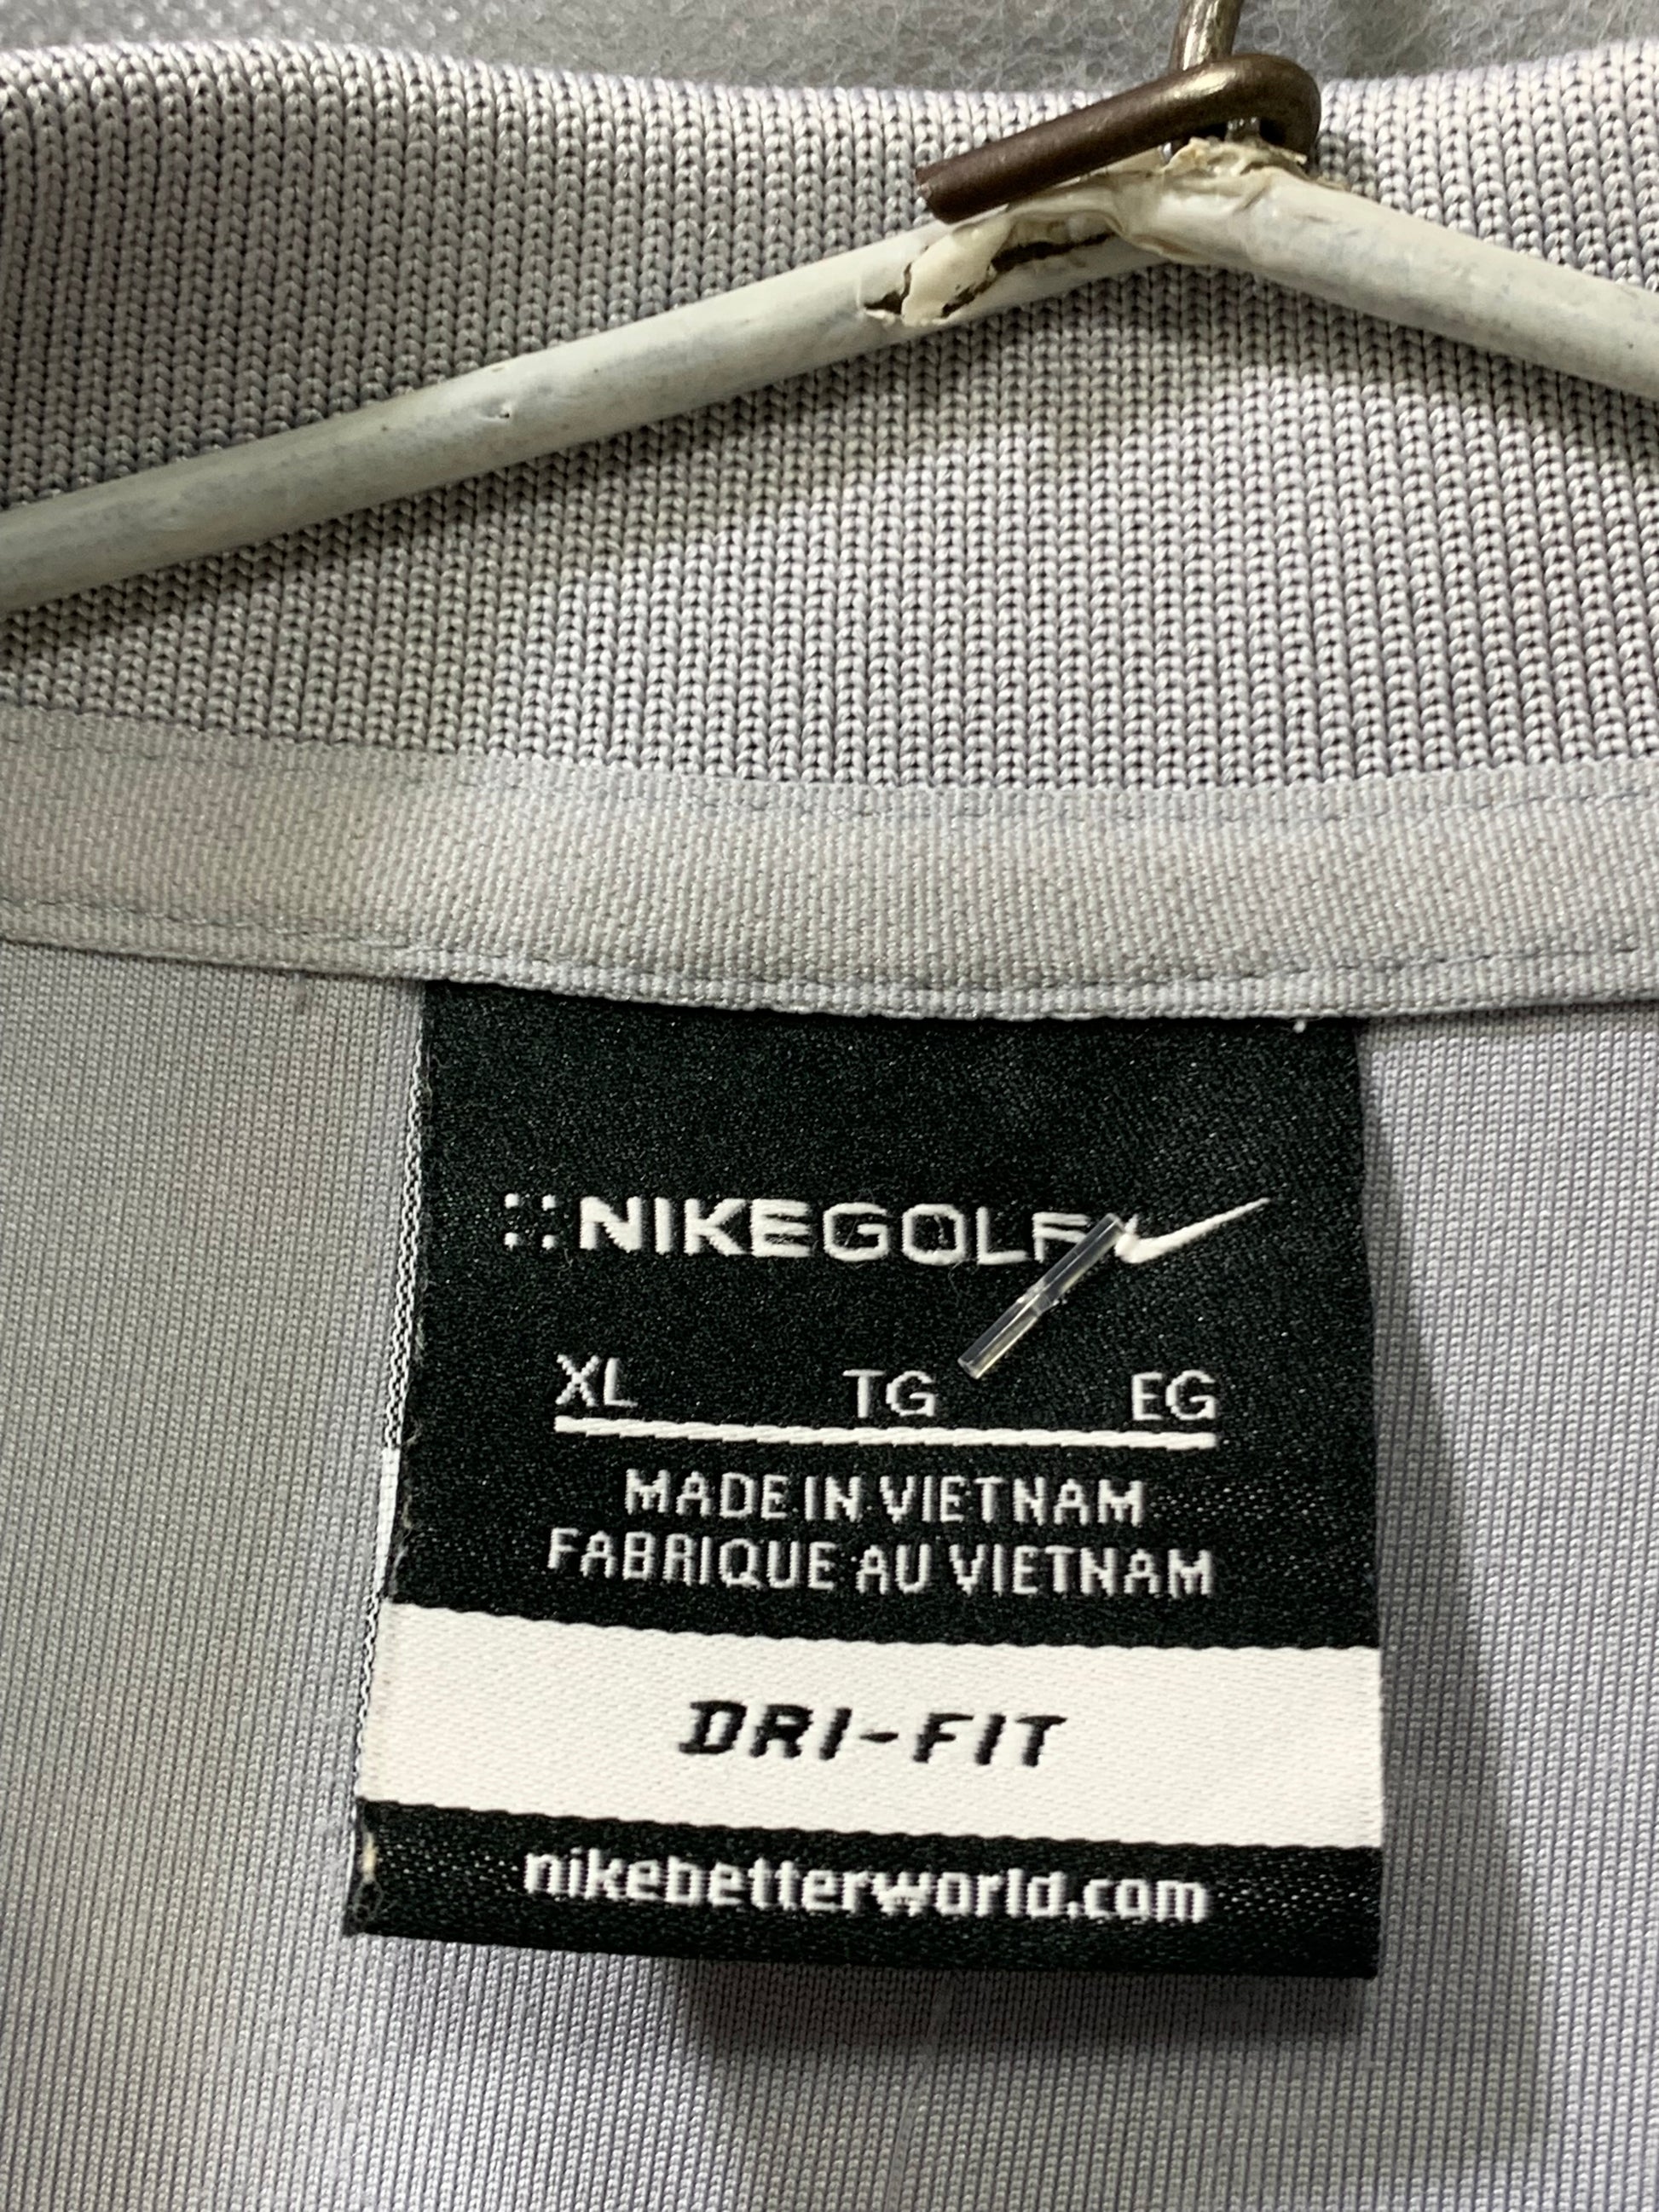 NIKEGOLF
XL TG EG
MADE IN VIETNAM
FABRIQUE AU VIETNAM
DRI-FIT
nikebetterworld.com